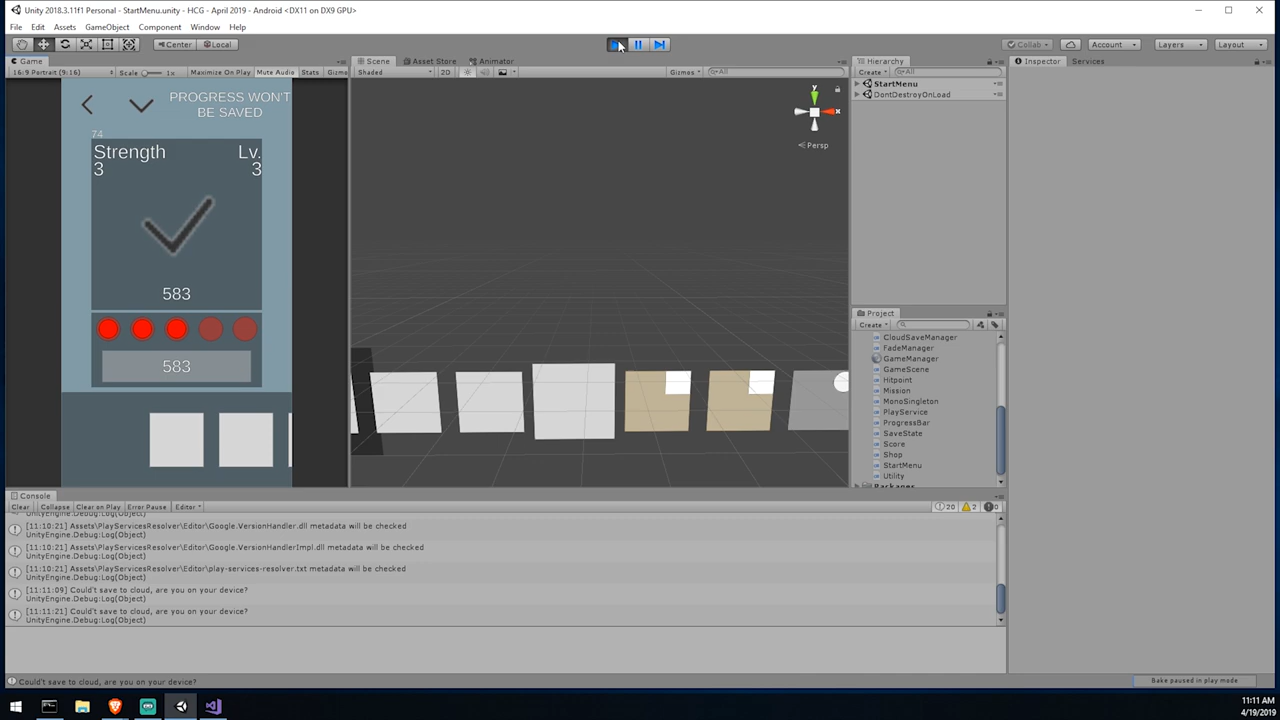 Unity 2018.3.11f1 Personal - StartMenu.unity - HCG - April 2019 - Android <DX11 on DX9 GPU>
File Edit Assets GameObject Component Window Help
Center Local
Collab Account Layers Layout
Game
16:9 Portrait (9:16) Scale 1x Maximize On Play Mute Audio Stats Gizmos
PROGRESS WON'T
BE SAVED
74
Strength Lv.
3 3
583
583
Scene Asset Store Animator
Shaded 2D Gizmos All
y
x
Persp
Hierarchy
Create All
StartMenu
DontDestroyOnLoad
Inspector Services
Project
Create
CloudSaveManager
FadeManager
GameManager
GameScene
Hitpoint
Mission
MonoSingleton
PlayService
ProgressBar
SaveState
Score
Shop
StartMenu
Utility
Packages
Console
Clear Collapse Clear on Play Error Pause Editor 20 2 0
UnityEngine.Debug:Log(Object)
[11:10:21] Assets\PlayServicesResolver\Editor\Google.VersionHandler.dll metadata will be checked
UnityEngine.Debug:Log(Object)
[11:10:21] Assets\PlayServicesResolver\Editor\Google.VersionHandlerImpl.dll metadata will be checked
UnityEngine.Debug:Log(Object)
[11:10:21] Assets\PlayServicesResolver\Editor\play-services-resolver.txt metadata will be checked
UnityEngine.Debug:Log(Object)
[11:11:09] Could't save to cloud, are you on your device?
UnityEngine.Debug:Log(Object)
[11:11:21] Could't save to cloud, are you on your device?
UnityEngine.Debug:Log(Object)
Could't save to cloud, are you on your device?
Bake paused in play mode
11:11 AM
4/19/2019